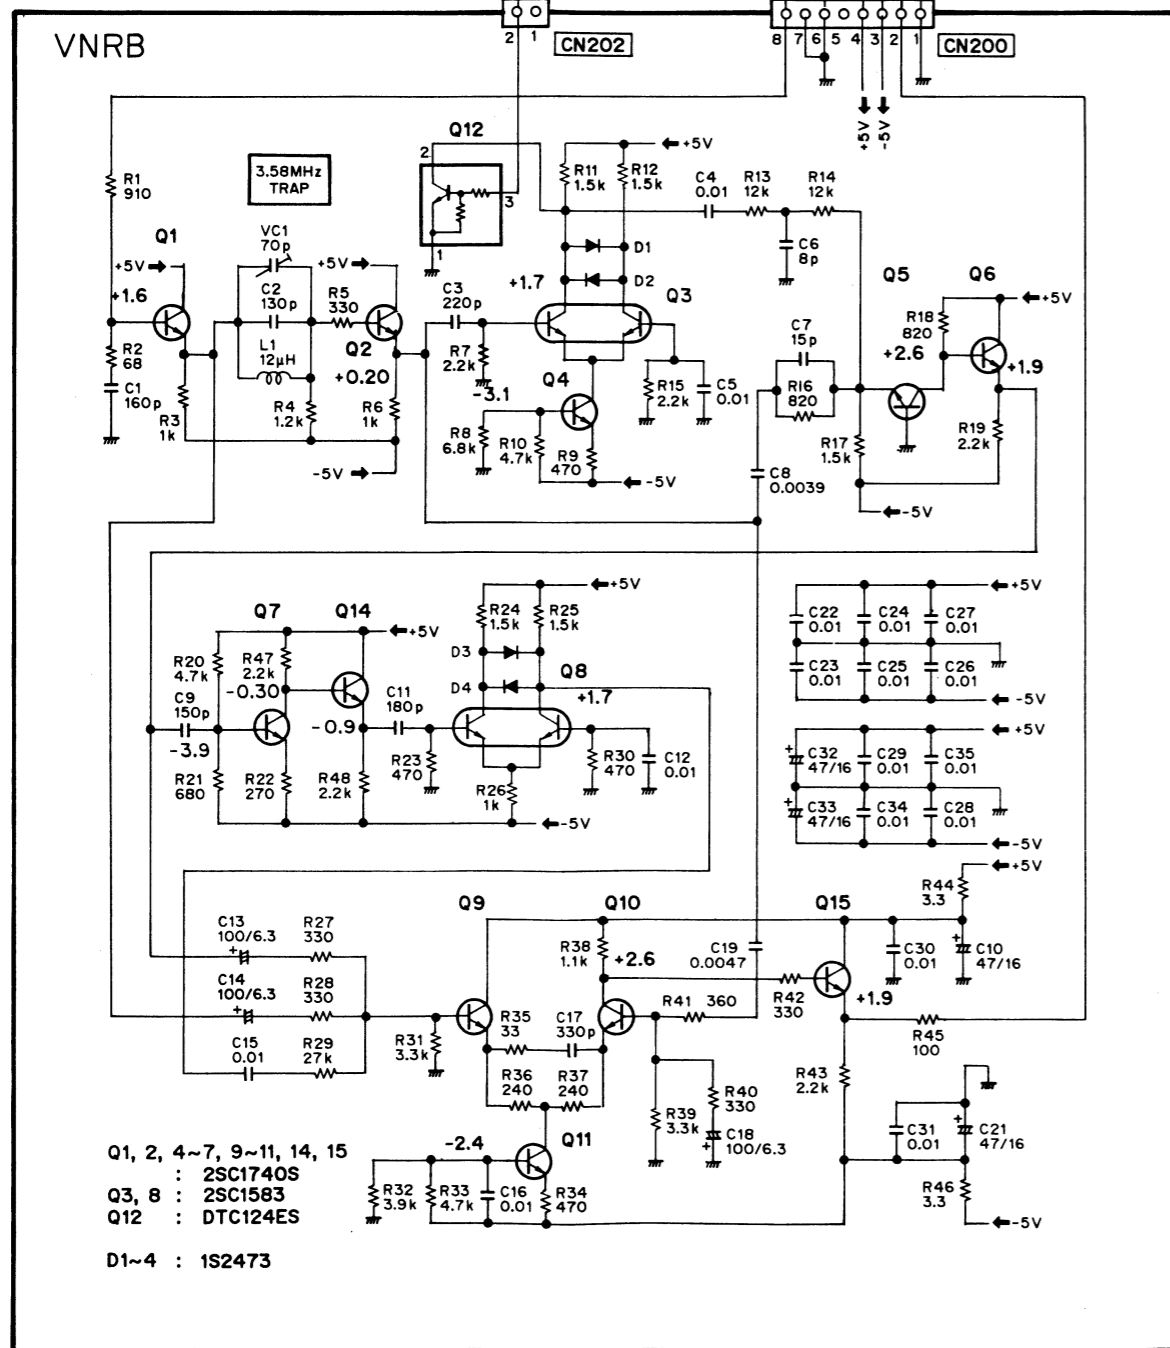 VNRB
2 1
CN202
8 7 6 5 4 3 2 1
CN200
+5V
-5V
Q12
2
3
1
R11
1.5k
R12
1.5k
+5V
C4
0.01
R13
12k
R14
12k
C6
8p
R1
910
3.58MHz
TRAP
Q1
+5V
+1.6
VC1
70p
C2
130p
L1
12μH
+5V
R5
330
Q2
+0.20
C3
220p
D1
D2
+1.7
Q3
Q5
Q6
R18
820
+5V
+2.6
+1.9
R2
68
C1
160p
R3
1k
R4
1.2k
R6
1k
-5V
R7
2.2k
-3.1
Q4
R8
6.8k
R10
4.7k
R9
470
-5V
R15
2.2k
C5
0.01
C7
15p
R16
820
R17
1.5k
R19
2.2k
C8
0.0039
-5V
Q7
Q14
+5V
R20
4.7k
R47
2.2k
-0.30
C9
150p
-3.9
-0.9
R21
680
R22
270
R48
2.2k
C11
180p
R23
470
R24
1.5k
R25
1.5k
+5V
D3
D4
Q8
+1.7
R26
1k
R30
470
C12
0.01
-5V
+5V
C22
0.01
C24
0.01
C27
0.01
C23
0.01
C25
0.01
C26
0.01
-5V
+5V
+
C32
47/16
C29
0.01
C35
0.01
+
C33
47/16
C34
0.01
C28
0.01
-5V
+5V
R44
3.3
C13
100/6.3
+
R27
330
C14
100/6.3
+
R28
330
C15
0.01
R29
27k
R31
3.3k
Q9
Q10
Q15
R38
1.1k
+2.6
C19
0.0047
C30
0.01
+
C10
47/16
R41 360
R42
330
+1.9
R35
33
C17
330p
R36
240
R37
240
R45
100
R43
2.2k
R39
3.3k
R40
330
C18
+
100/6.3
C31
0.01
+
C21
47/16
R46
3.3
-5V
-2.4
Q11
R32
3.9k
R33
4.7k
C16
0.01
R34
470
Q1, 2, 4~7, 9~11, 14, 15
: 2SC1740S
Q3, 8 : 2SC1583
Q12 : DTC124ES
D1~4 : 1S2473